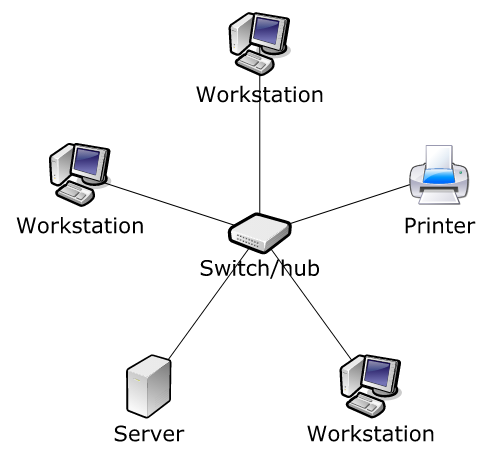 Workstation
Workstation
Printer
Switch/hub
Server
Workstation